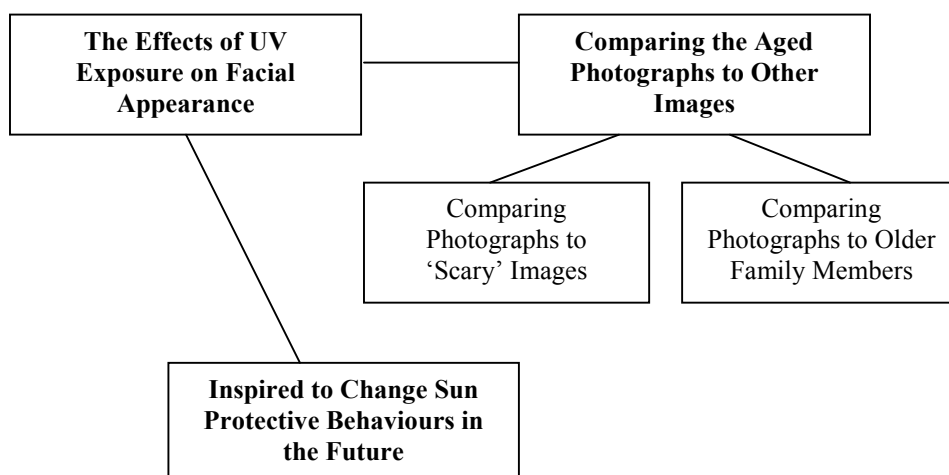 The Effects of UV
Exposure on Facial
Appearance
Comparing the Aged
Photographs to Other
Images
Comparing
Photographs to
‘Scary’ Images
Comparing
Photographs to Older
Family Members
Inspired to Change Sun
Protective Behaviours in
the Future